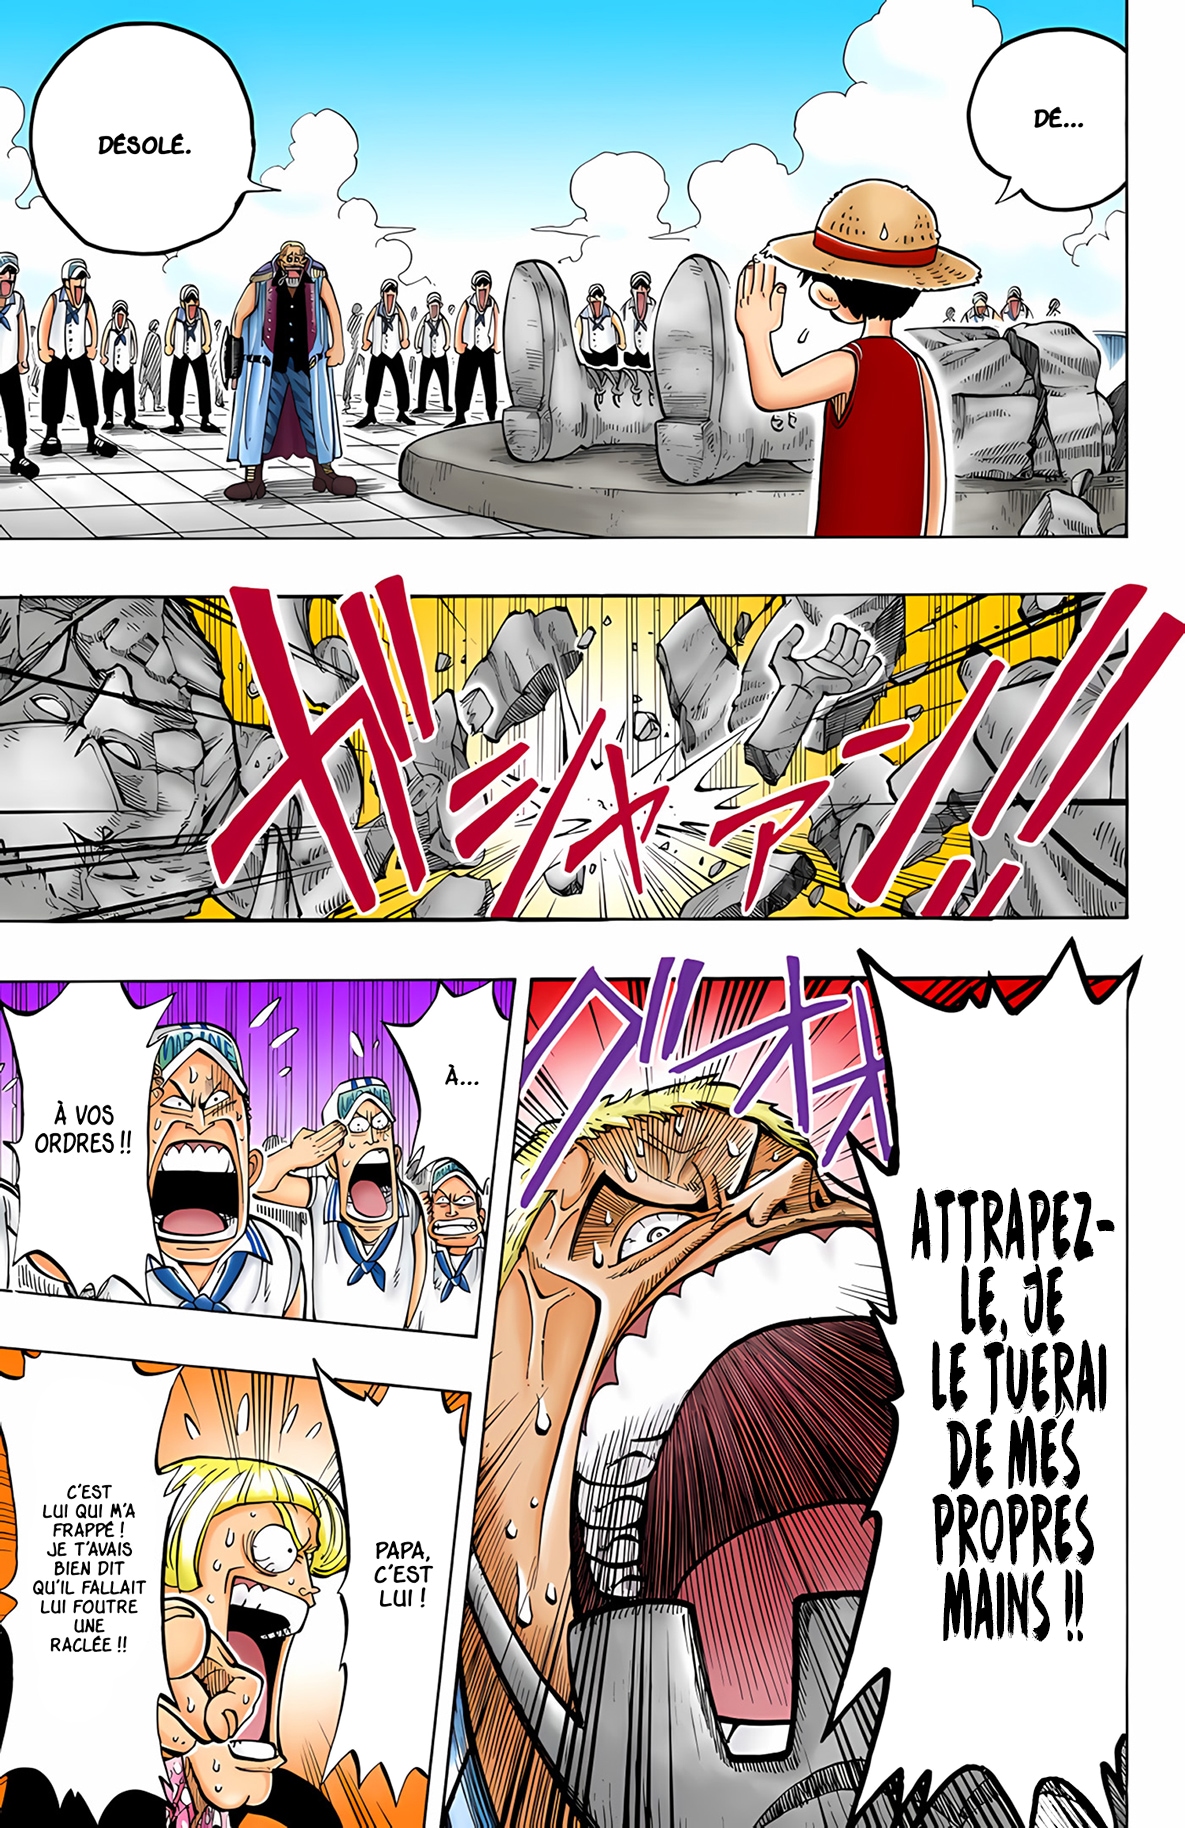 DÉ...
DÉSOLÉ.
ガシャァン!!!!
グオオ
ATTRAPEZ-
LE, JE
LE TUERAI
DE MES
PROPRES
MAINS !!
À...
À VOS
ORDRES !!
MARINE
PAPA,
C'EST
LUI !
C'EST
LUI QUI M'A
FRAPPÉ !
JE T'AVAIS
BIEN DIT
QU'IL FALLAIT
LUI FOUTRE
UNE
RACLÉE !!